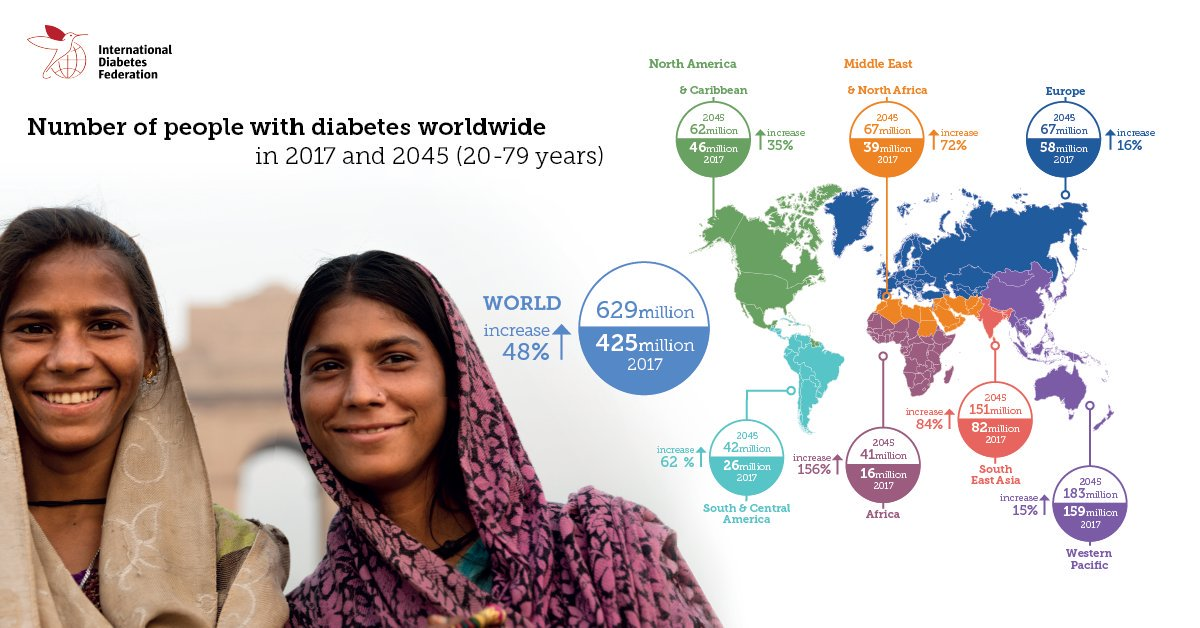 International
Diabetes
Federation
Number of people with diabetes worldwide
in 2017 and 2045 (20-79 years)
WORLD
increase
48%
629million
425million
2017
North America
& Caribbean
2045
62million
46million
2017
increase
35%
Middle East
& North Africa
2045
67million
39million
2017
increase
72%
Europe
2045
67million
58million
2017
increase
16%
increase
62 %
2045
42million
26million
2017
South & Central
America
increase
156%
2045
41million
16million
2017
Africa
increase
84%
2045
151million
82million
2017
South
East Asia
increase
15%
2045
183million
159million
2017
Western
Pacific